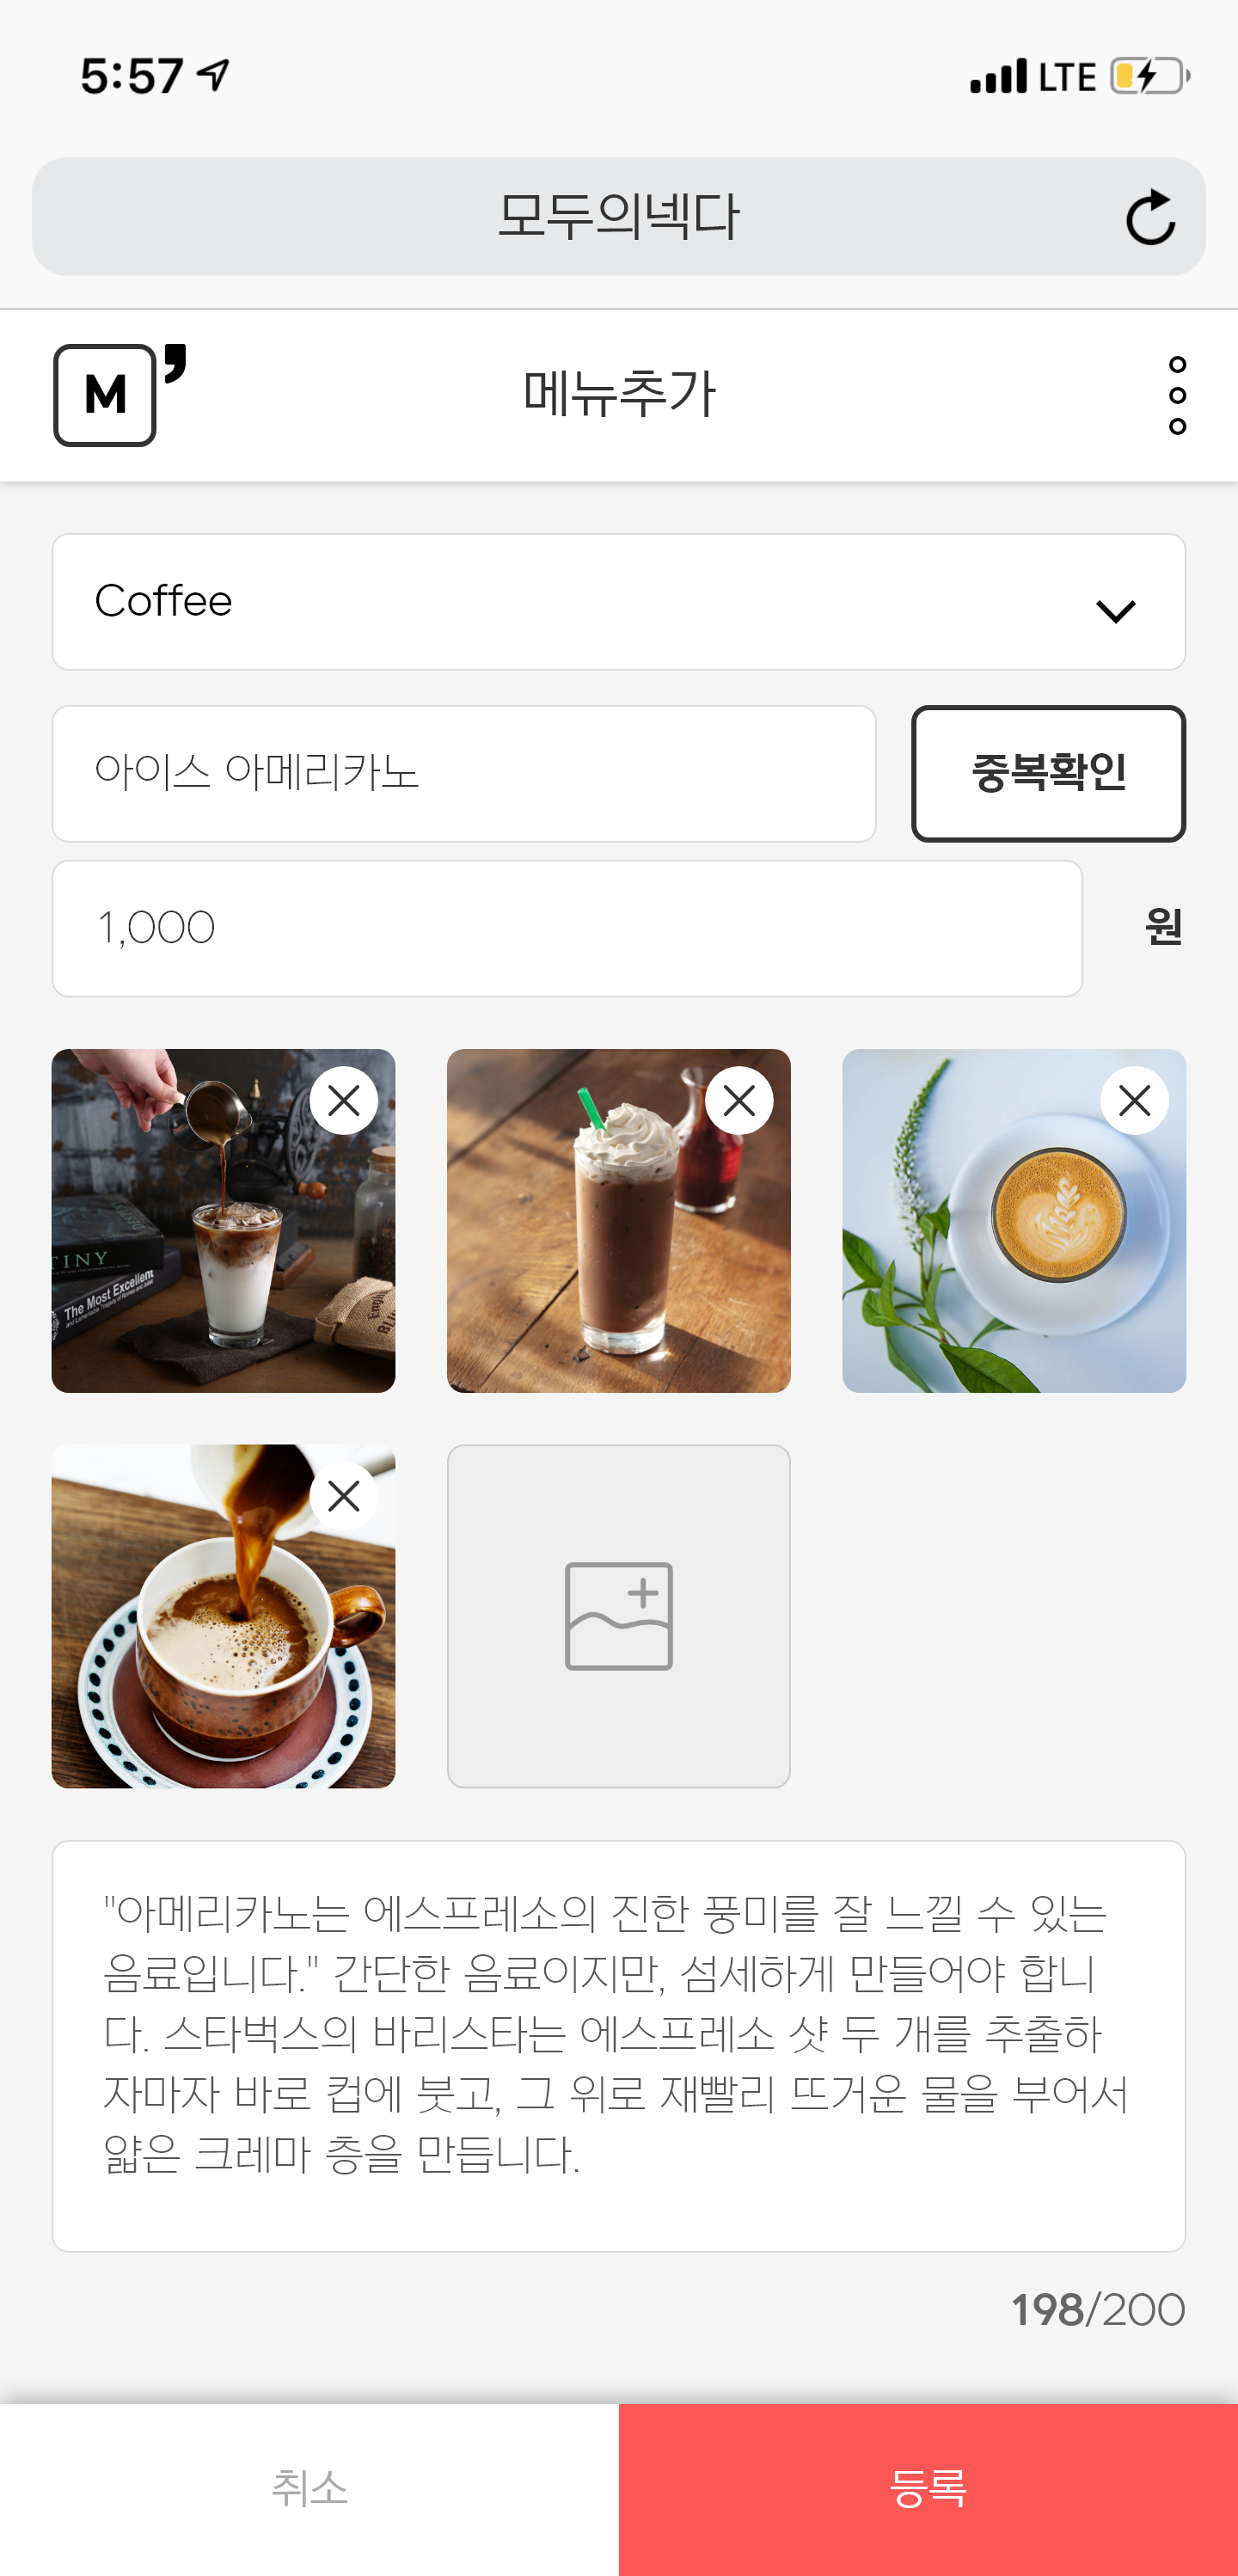 5:57 LTE
모두의넥다
M’ 메뉴추가
Coffee
아이스 아메리카노 중복확인
1,000 원
TINY
The Most Excellent
"아메리카노는 에스프레소의 진한 풍미를 잘 느낄 수 있는
음료입니다." 간단한 음료이지만, 섬세하게 만들어야 합니
다. 스타벅스의 바리스타는 에스프레소 샷 두 개를 추출하
자마자 바로 컵에 붓고, 그 위로 재빨리 뜨거운 물을 부어서
얇은 크레마 층을 만듭니다.
198/200
취소 등록